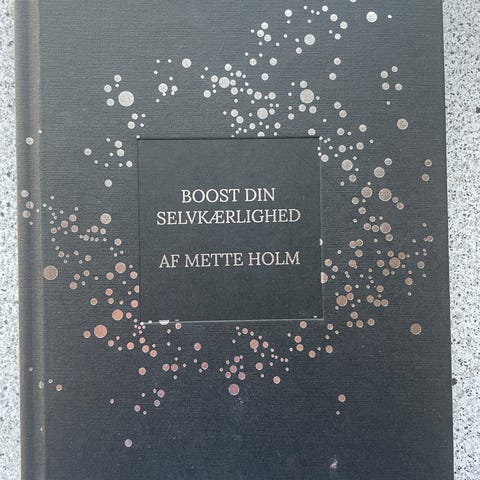 BOOST DIN
SELVKÆRLIGHED
AF METTE HOLM